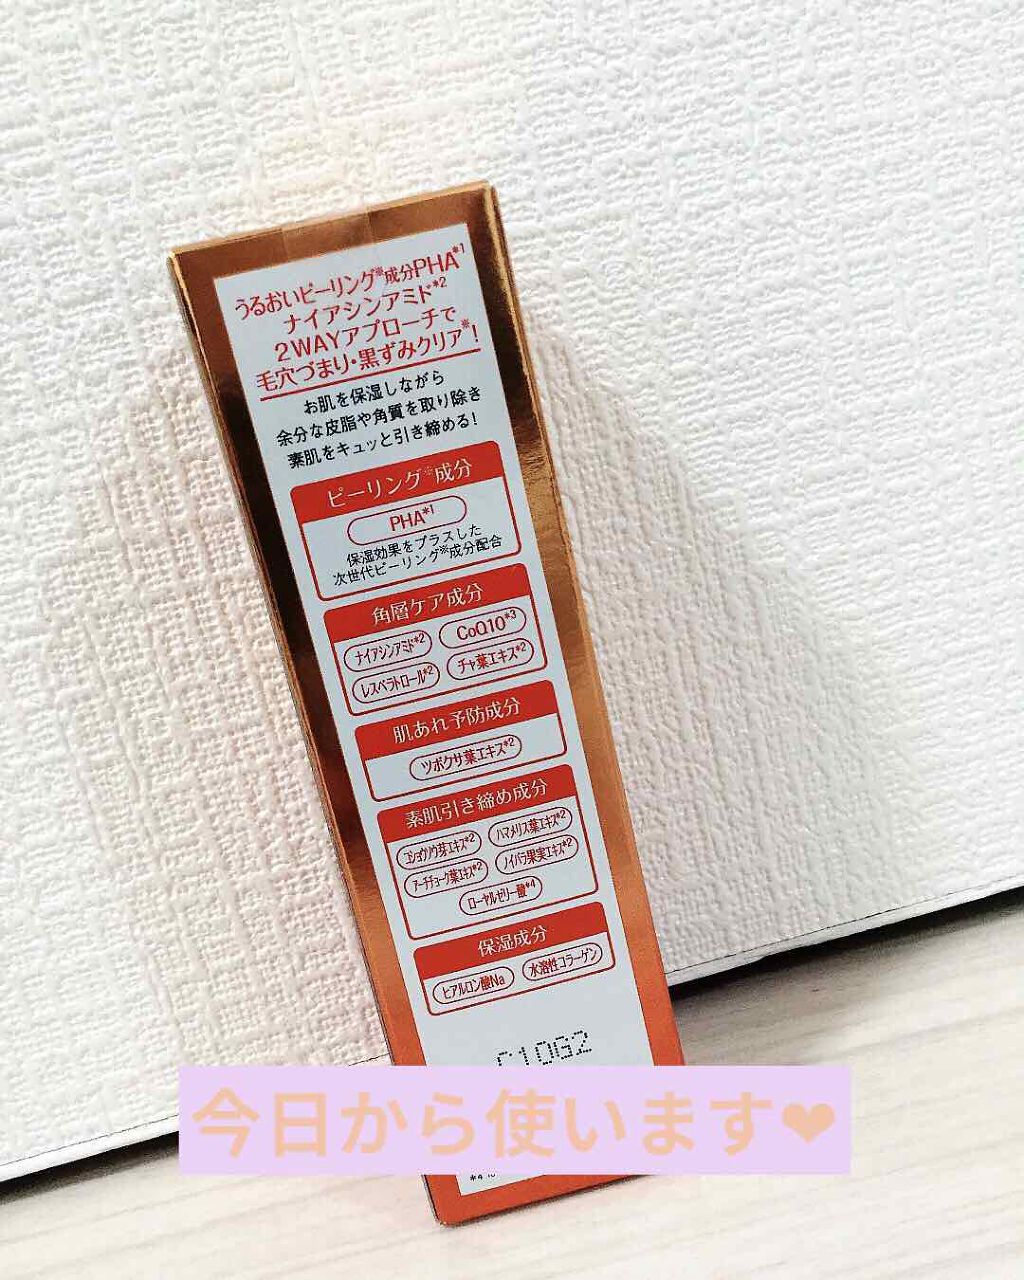 うるおいピーリング※成分PHA*1
ナイアシンアミド*2
2WAYアプローチで
毛穴づまり・黒ずみクリア※!
お肌を保湿しながら
余分な皮脂や角質を取り除き
素肌をキュッと引き締める!
ピーリング※成分
PHA*1
保湿効果をプラスした
次世代ピーリング※成分配合
角層ケア成分
ナイアシンアミド*2 CoQ10*3
レスベラトロール*2 チャ葉エキス*2
肌あれ予防成分
ツボクサ葉エキス*2
素肌引き締め成分
ゴショウソウ芽エキス*2 ハマメリス葉エキス*2
アーチチョーク葉エキス*2 ノイバラ果実エキス*2
ローヤルゼリー酸*4
保湿成分
ヒアルロン酸Na 水溶性コラーゲン
10G2
今日から使います❤
*4